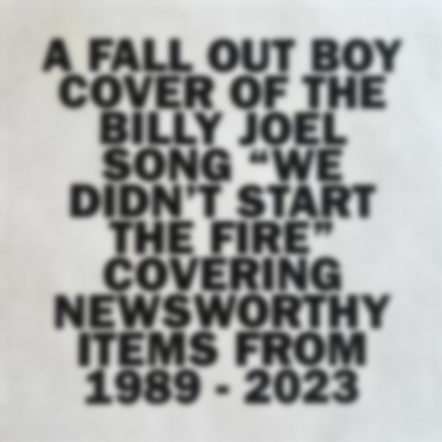 A FALL OUT BOY
COVER OF THE
BILLY JOEL
SONG “WE
DIDN’T START
THE FIRE”
COVERING
NEWSWORTHY
ITEMS FROM
1989 - 2023